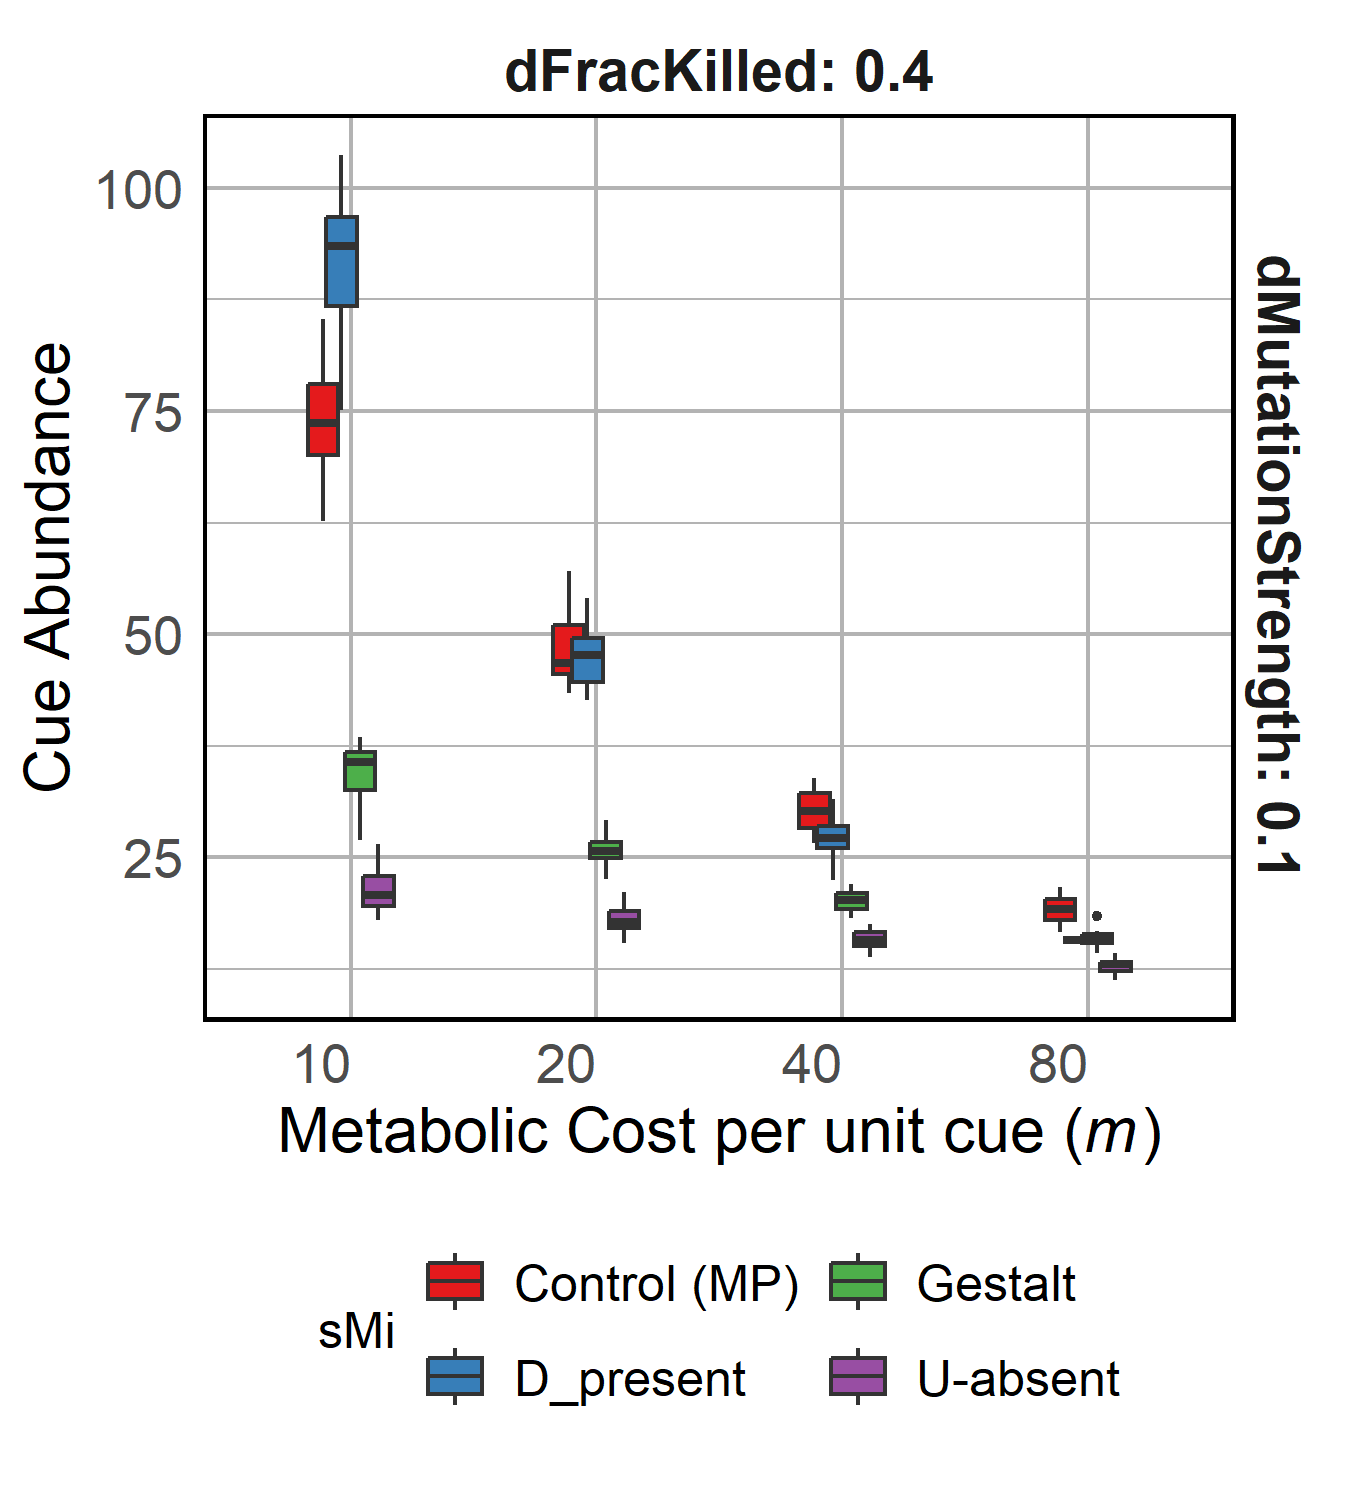 dFracKilled: 0.4
100
75
50
25
Cue Abundance
dMutationStrength: 0.1
10 20 40 80
Metabolic Cost per unit cue (m)
sMi
Control (MP)
Gestalt
D_present
U-absent